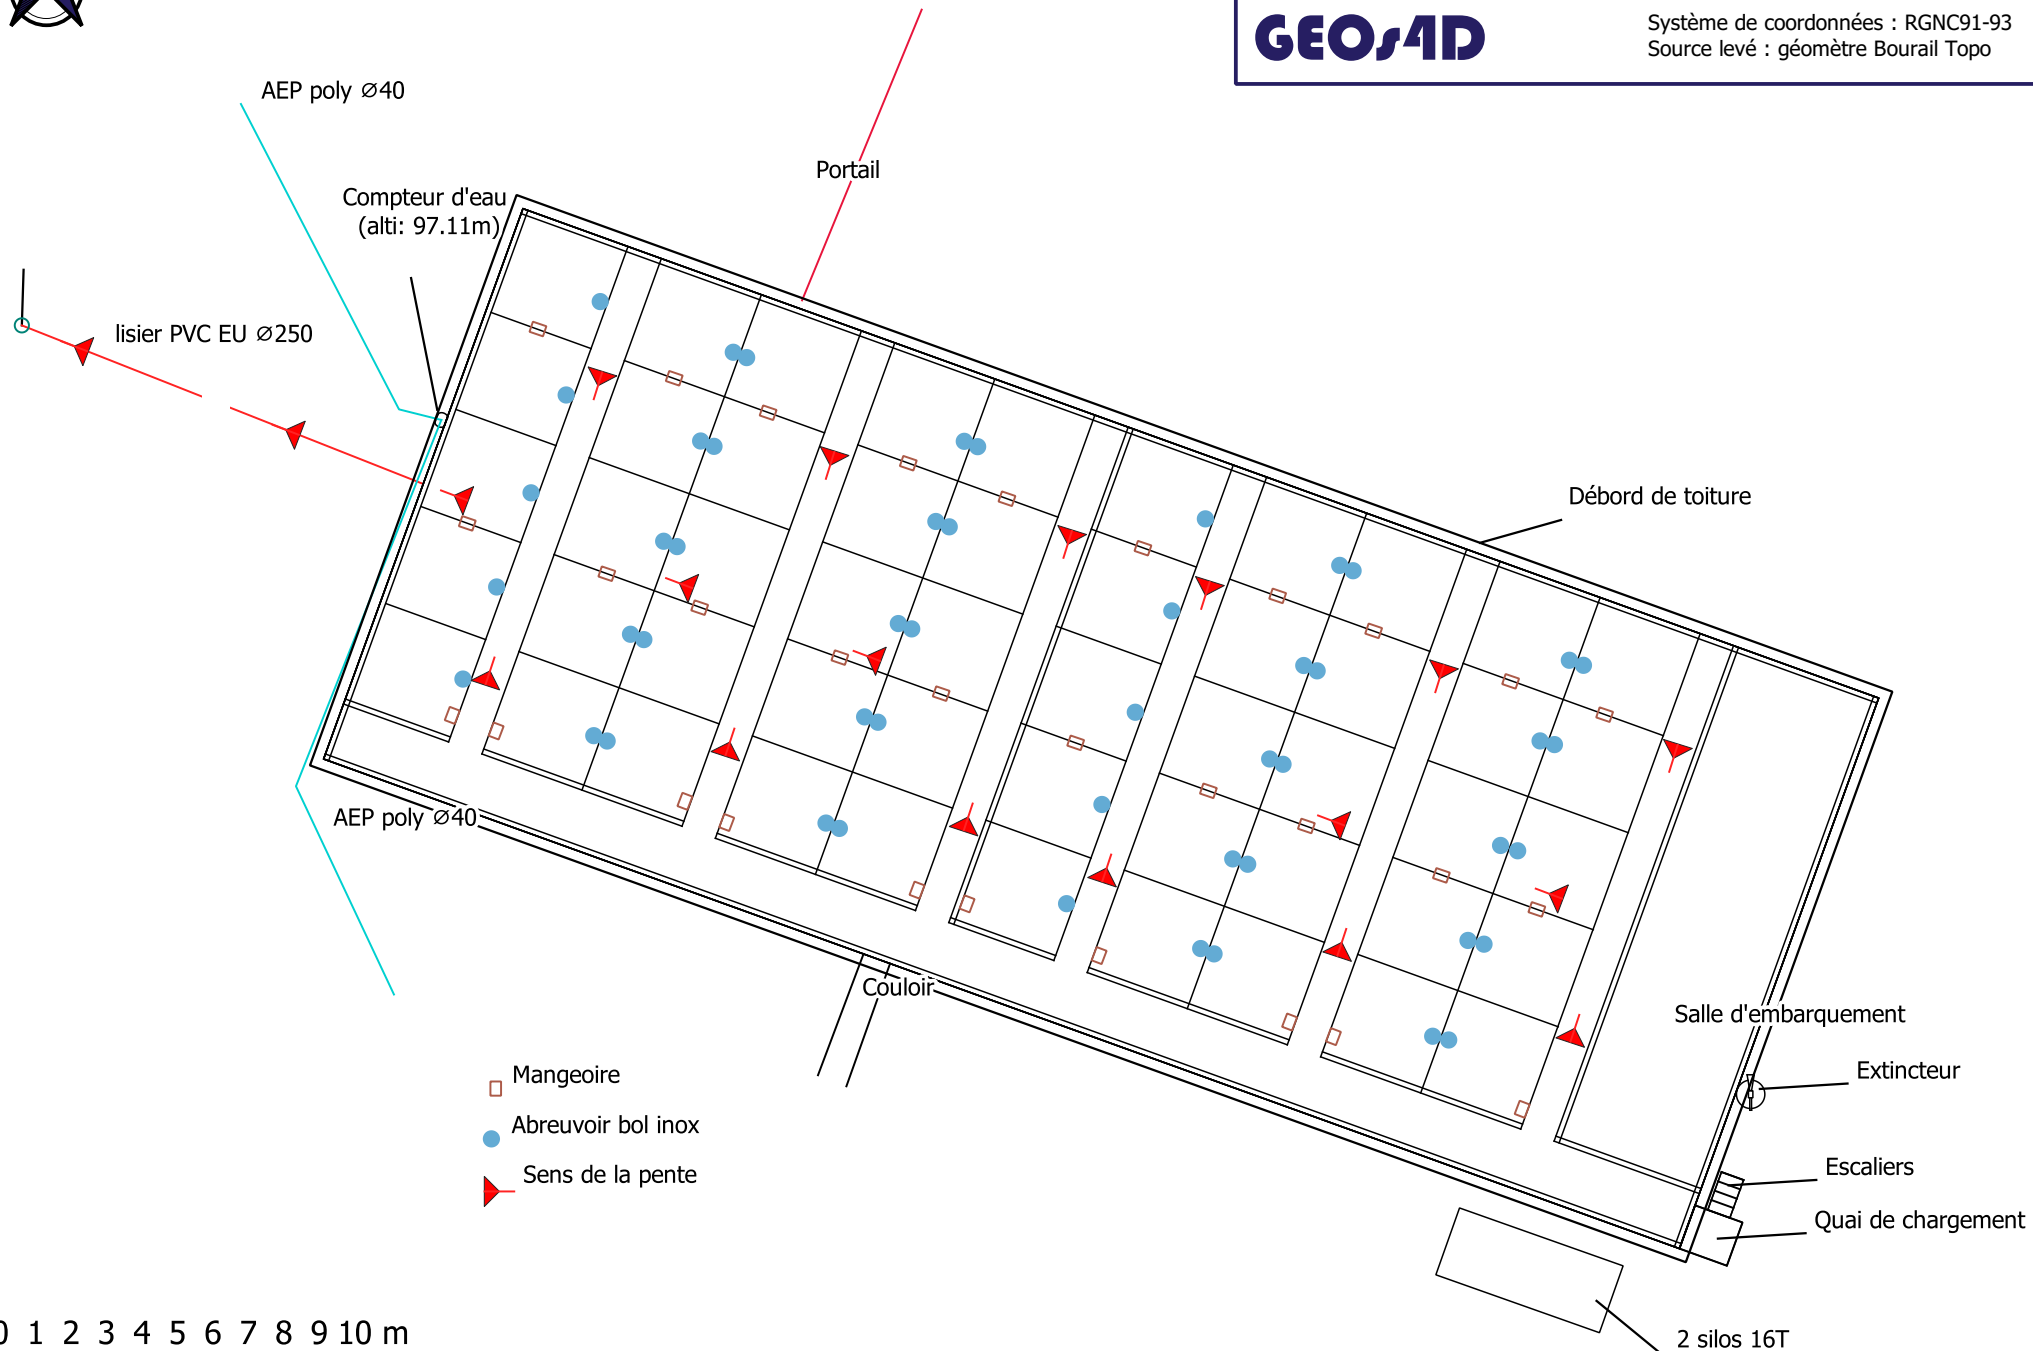 GEOs4D
Système de coordonnées : RGNC91-93
Source levé : géomètre Bourail Topo
AEP poly ∅40
Portail
Compteur d'eau
(alti: 97.11m)
lisier PVC EU ∅250
Débord de toiture
AEP poly ∅40
Couloir
Salle d'embarquement
Extincteur
Mangeoire
Abreuvoir bol inox
Sens de la pente
Escaliers
Quai de chargement
0 1 2 3 4 5 6 7 8 9 10 m
2 silos 16T